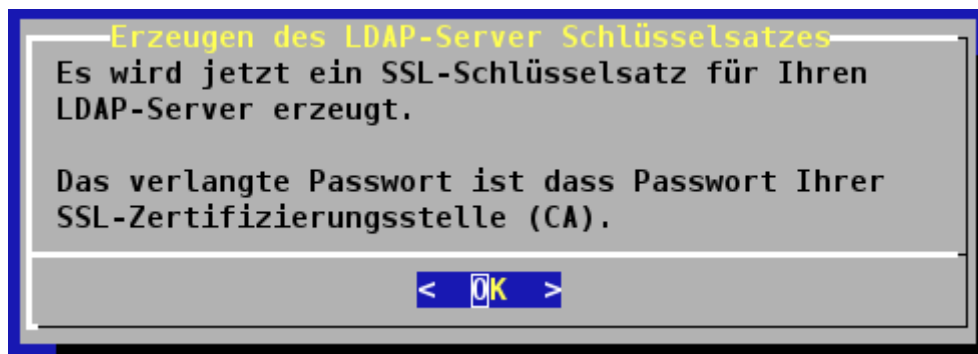 Erzeugen des LDAP-Server Schlüsselsatzes
Es wird jetzt ein SSL-Schlüsselsatz für Ihren
LDAP-Server erzeugt.
Das verlangte Passwort ist dass Passwort Ihrer
SSL-Zertifizierungsstelle (CA).
< OK >